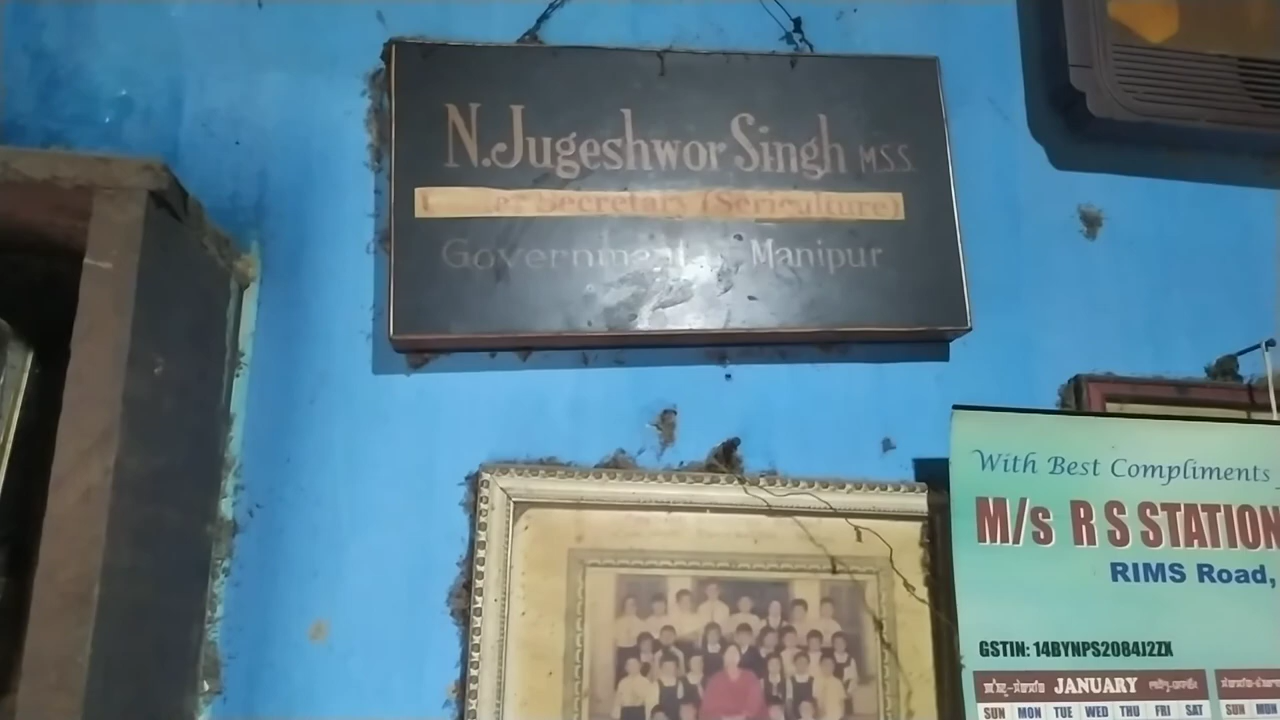 N. Jugeshwor Singh M.S.S.
Secretary (Sericulture)
Government Manipur
With Best Compliments
M/s R S STATION
RIMS Road,
GSTIN: 14BYNPS2084J2ZX
JANUARY
SUN MON TUE WED THU FRI SAT
SUN MON